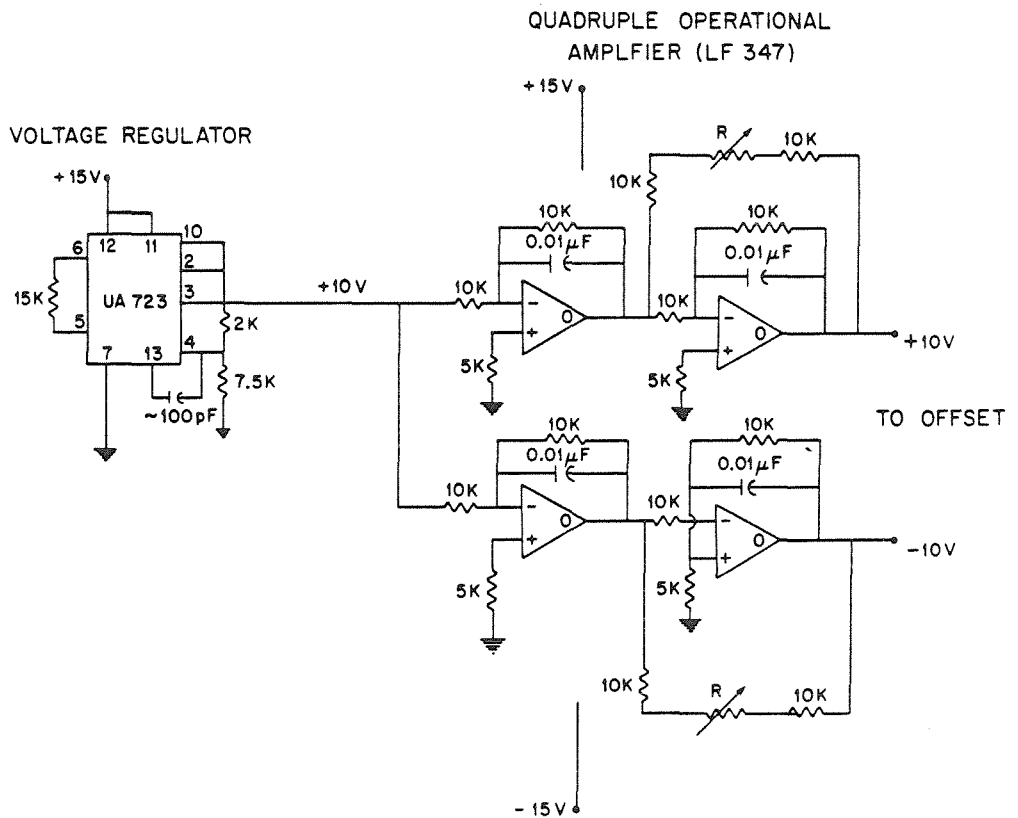 QUADRUPLE OPERATIONAL
AMPLFIER (LF 347)
+15V
VOLTAGE REGULATOR
+15V
R
10K
10K
12
11
10
6
2
3
UA 723
15K
5
4
7
13
2K
7.5K
~100pF
+10V
10K
0.01µF
10K
−
+
O
5K
10K
0.01µF
10K
−
+
O
5K
+10V
TO OFFSET
10K
0.01µF
10K
−
+
O
5K
10K
0.01µF
10K
−
+
O
5K
−10V
10K
R
10K
-15V